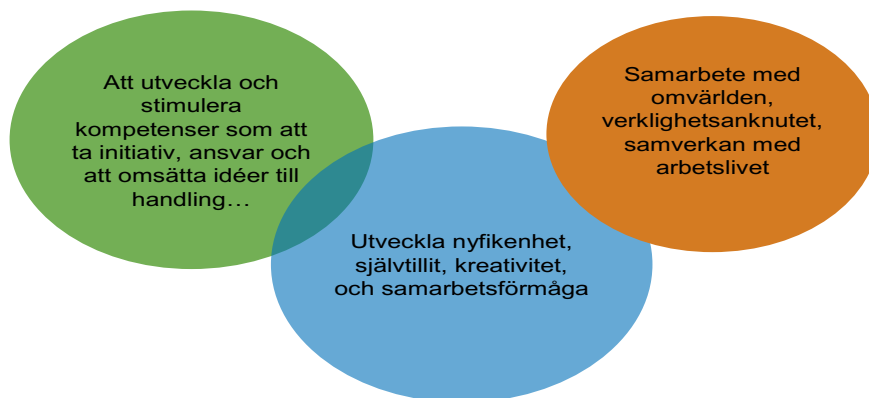 Att utveckla och
stimulera
kompetenser som att
ta initiativ, ansvar och
att omsätta idéer till
handling…
Samarbete med
omvärlden,
verklighetsanknutet,
samverkan med
arbetslivet
Utveckla nyfikenhet,
självtillit, kreativitet,
och samarbetsförmåga